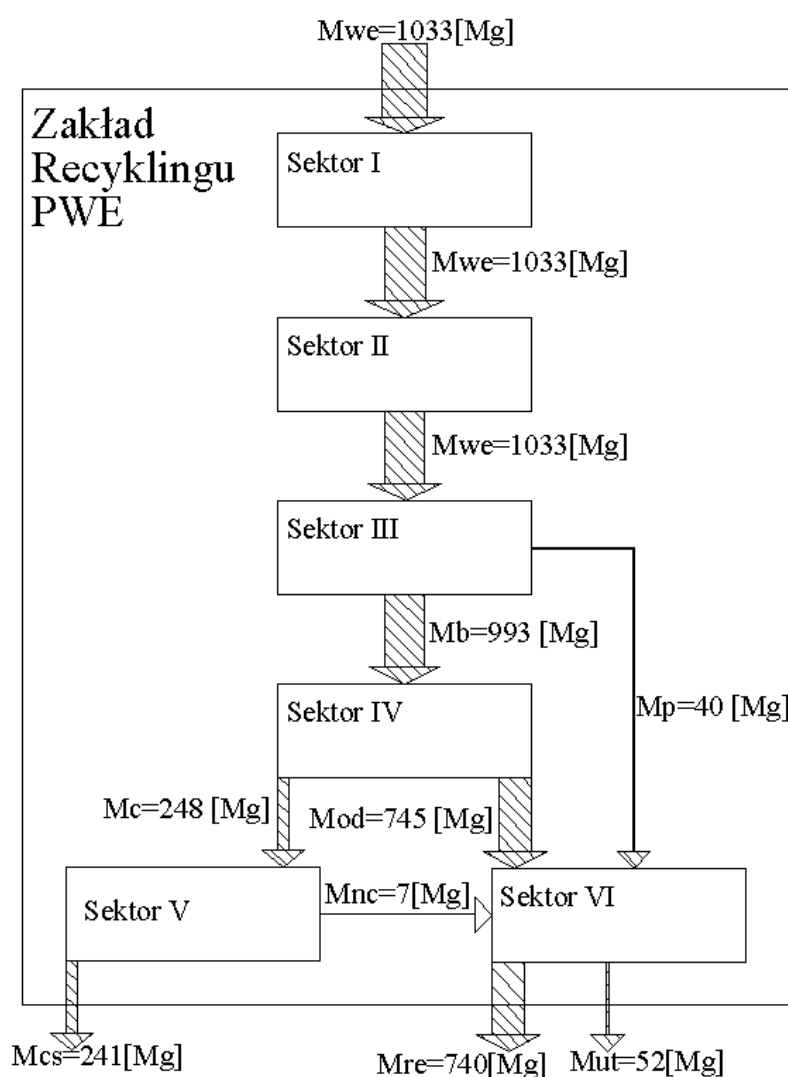 Mwe=1033[Mg]
Zakład
Recyklingu
PWE
Sektor I
Mwe=1033[Mg]
Sektor II
Mwe=1033[Mg]
Sektor III
Mb=993 [Mg]
Sektor IV
Mp=40 [Mg]
Mc=248 [Mg]
Mod=745 [Mg]
Sektor V
Mnc=7[Mg]
Sektor VI
Mcs=241[Mg]
Mre=740[Mg]
Mut=52[Mg]